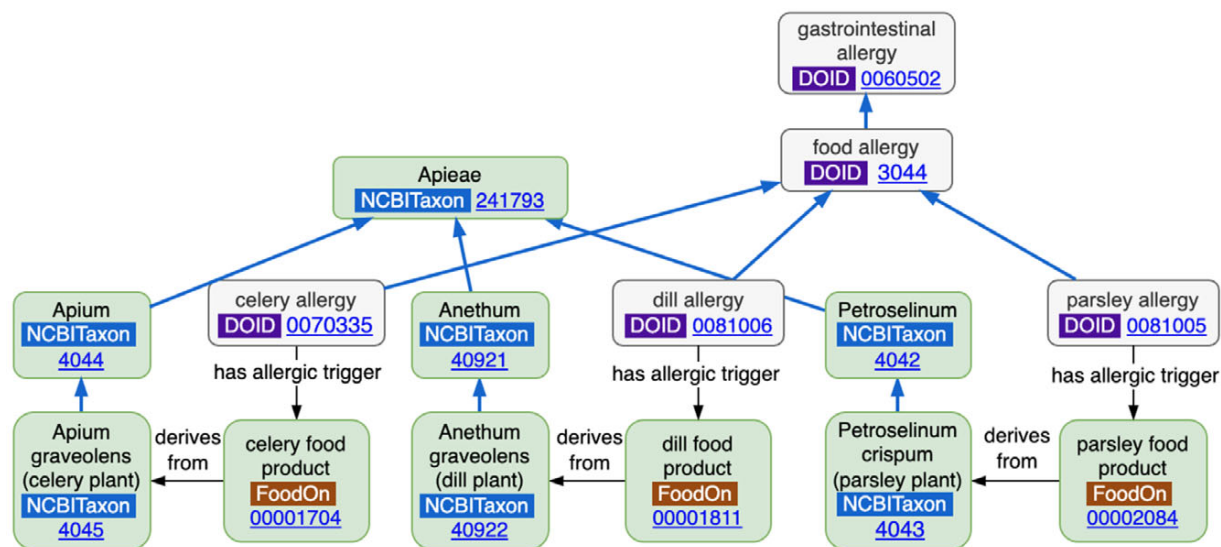 gastrointestinal
allergy
DOID 0060502
food allergy
DOID 3044
Apieae
NCBITaxon 241793
Apium
NCBITaxon
4044
celery allergy
DOID 0070335
Anethum
NCBITaxon
40921
dill allergy
DOID 0081006
Petroselinum
NCBITaxon
4042
parsley allergy
DOID 0081005
has allergic trigger
has allergic trigger
has allergic trigger
Apium
graveolens
(celery plant)
NCBITaxon
4045
derives
from
celery food
product
FoodOn
00001704
Anethum
graveolens
(dill plant)
NCBITaxon
40922
derives
from
dill food
product
FoodOn
00001811
Petroselinum
crispum
(parsley plant)
NCBITaxon
4043
derives
from
parsley food
product
FoodOn
00002084